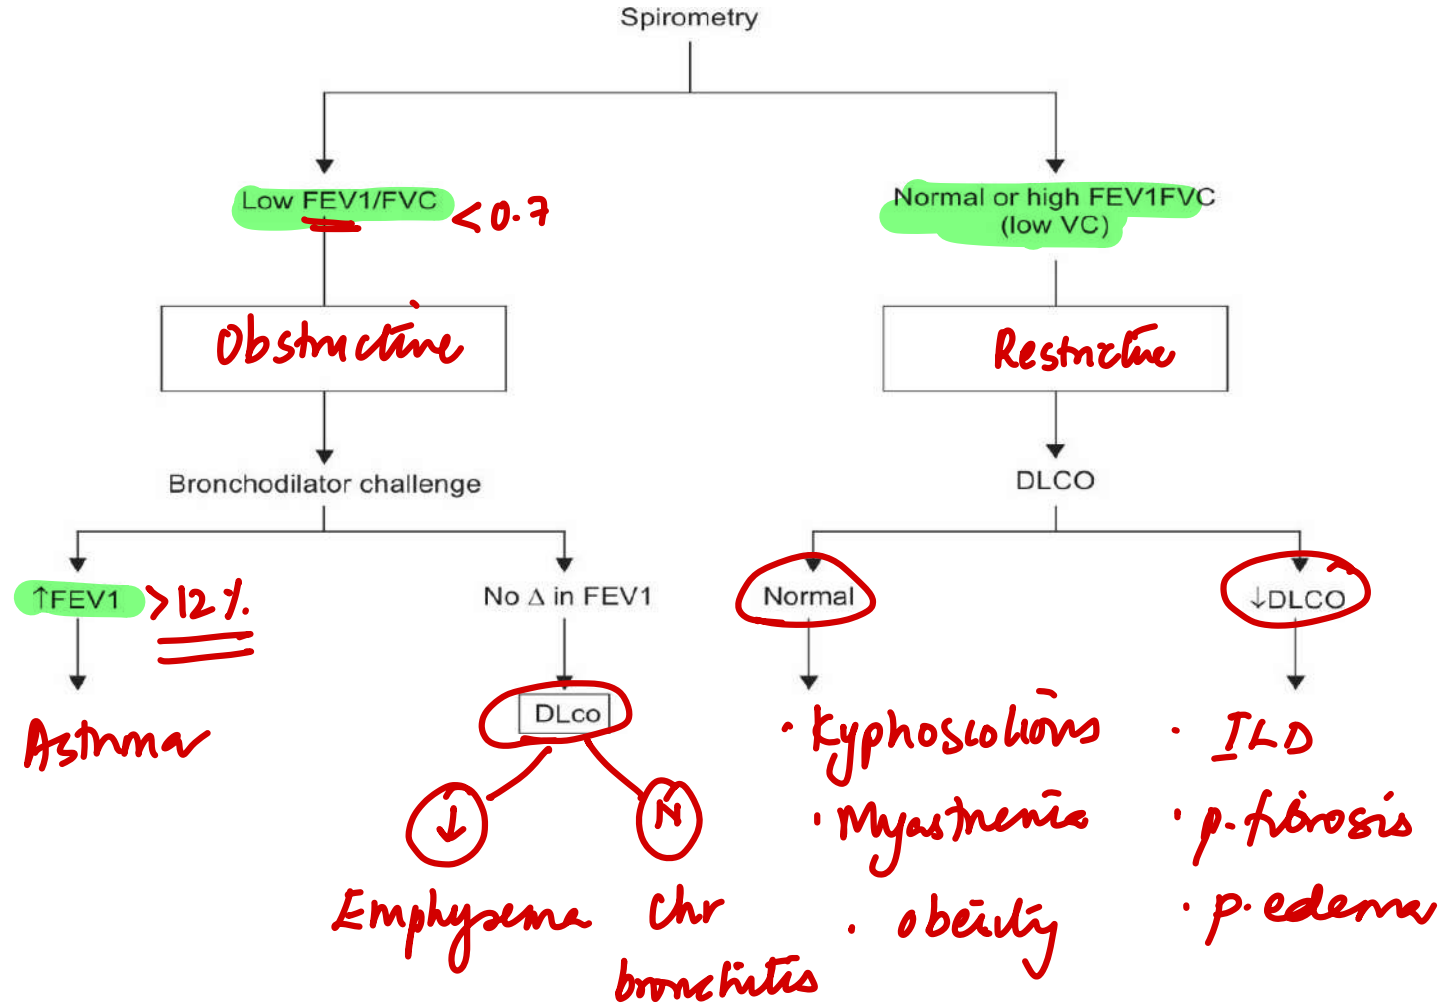 Spirometry
Low FEV1/FVC < 0.7
Normal or high FEV1FVC
(low VC)
Obstructive
Restrictive
Bronchodilator challenge
DLCO
↑FEV1 > 12 %.
No Δ in FEV1
Normal
↓DLCO
DLco
Asthma
↓
N
Emphysema
Chr
bronchitis
· Kyphoscoliosis
· Myasthenia
· obesity
· ILD
· p. fibrosis
· p. edema